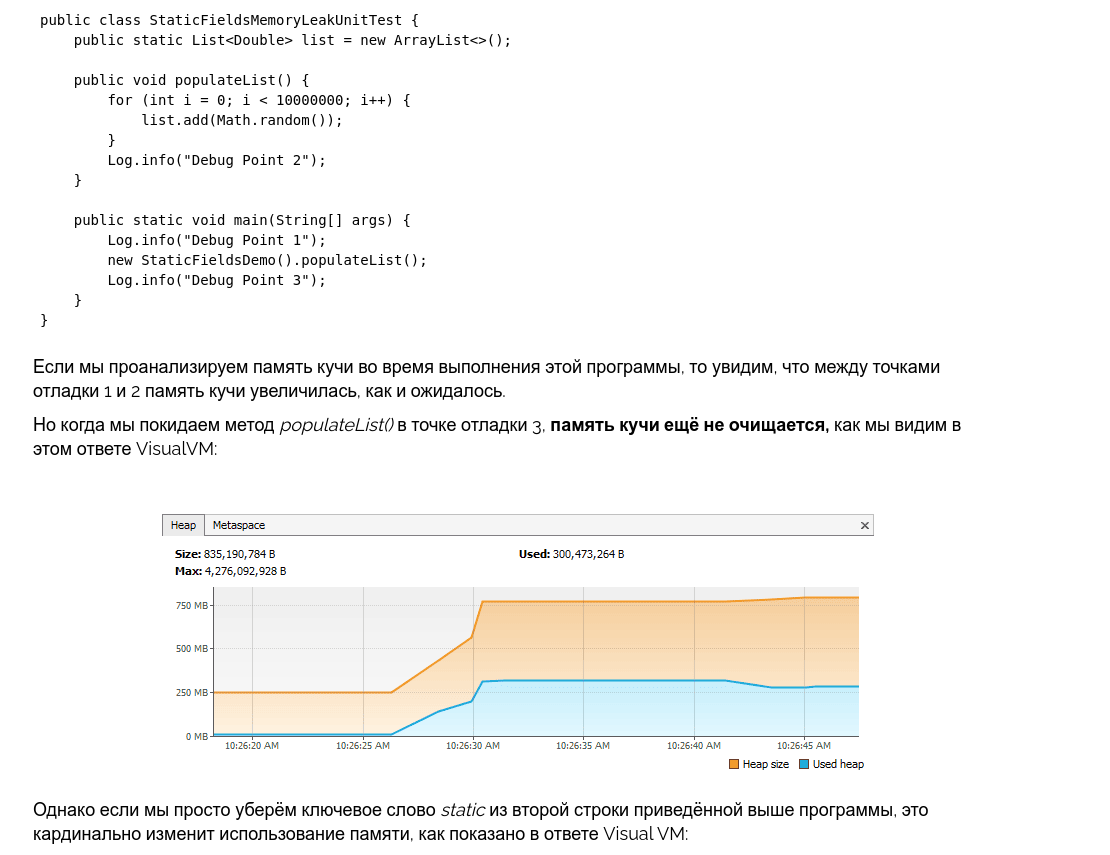 public class StaticFieldsMemoryLeakUnitTest {
    public static List<Double> list = new ArrayList<>();

    public void populateList() {
        for (int i = 0; i < 10000000; i++) {
            list.add(Math.random());
        }
        Log.info("Debug Point 2");
    }

    public static void main(String[] args) {
        Log.info("Debug Point 1");
        new StaticFieldsDemo().populateList();
        Log.info("Debug Point 3");
    }
}
Если мы проанализируем память кучи во время выполнения этой программы, то увидим, что между точками
отладки 1 и 2 память кучи увеличилась, как и ожидалось.
Но когда мы покидаем метод populateList() в точке отладки 3, память кучи ещё не очищается, как мы видим в
этом ответе VisualVM:
Heap Metaspace ×
Size: 835,190,784 B Used: 300,473,264 B
Max: 4,276,092,928 B
750 MB
500 MB
250 MB
0 MB
10:26:20 AM 10:26:25 AM 10:26:30 AM 10:26:35 AM 10:26:40 AM 10:26:45 AM
Heap size Used heap
Однако если мы просто уберём ключевое слово static из второй строки приведённой выше программы, это
кардинально изменит использование памяти, как показано в ответе Visual VM: